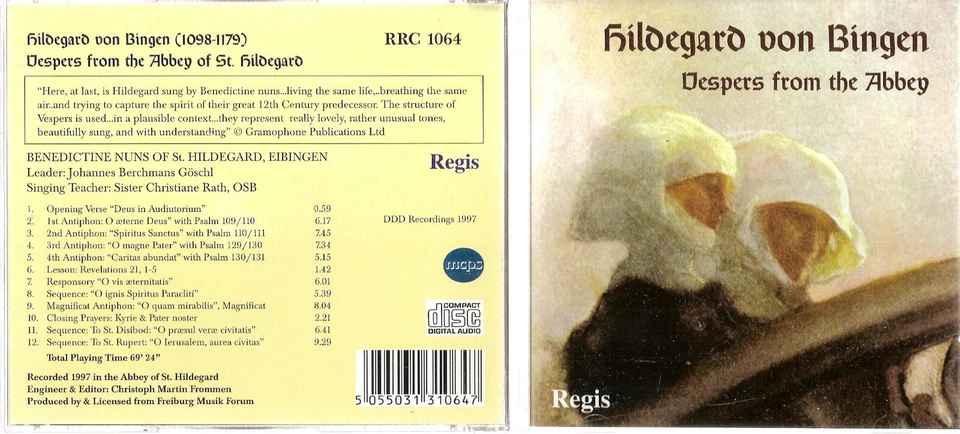 Hildegard von Bingen (1098-1179)
RRC 1064
Vespers from the Abbey of St. Hildegard
"Here, at last, is Hildegard sung by Benedictine nuns...living the same life,..breathing the same
air..and trying to capture the spirit of their great 12th Century predecessor. The structure of
Vespers is used...in a plausible context...they represent really lovely, rather unusual tones,
beautifully sung, and with understanding" © Gramophone Publications Ltd
BENEDICTINE NUNS OF St. HILDEGARD, EIBINGEN
Leader: Johannes Berchmans Göschl
Singing Teacher: Sister Christiane Rath, OSB
Regis
1. Opening Verse "Deus in Audiutorium" 0.59
2. 1st Antiphon: O æterne Deus" with Psalm 109/110 6.17
3. 2nd Antiphon: "Spiritus Sanctus" with Psalm 110/111 7.45
4. 3rd Antiphon: "O magne Pater" with Psalm 129/130 7.34
5. 4th Antiphon: "Caritas abundat" with Psalm 130/131 5.15
6. Lesson: Revelations 21, 1-5 1.42
7. Responsory "O vis æternitatis" 6.01
8. Sequence: "O ignis Spiritus Paracliti" 5.39
9. Magnificat Antiphon: "O quam mirabilis", Magnificat 8.04
10. Closing Prayers: Kyrie & Pater noster 2.21
11. Sequence: To St. Disibod: "O præsul veræ civitatis" 6.41
12. Sequence: To St. Rupert: "O Ierusalem, aurea civitas" 9.29
Total Playing Time 69' 24"
DDD Recordings 1997
mcps
COMPACT
disc
DIGITAL AUDIO
Recorded 1997 in the Abbey of St. Hildegard
Engineer & Editor: Christoph Martin Frommen
Produced by & Licensed from Freiburg Musik Forum
5 055031 310647
Hildegard von Bingen
Vespers from the Abbey
Regis